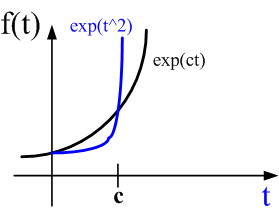 f(t)
exp(t^2)
exp(ct)
c
t